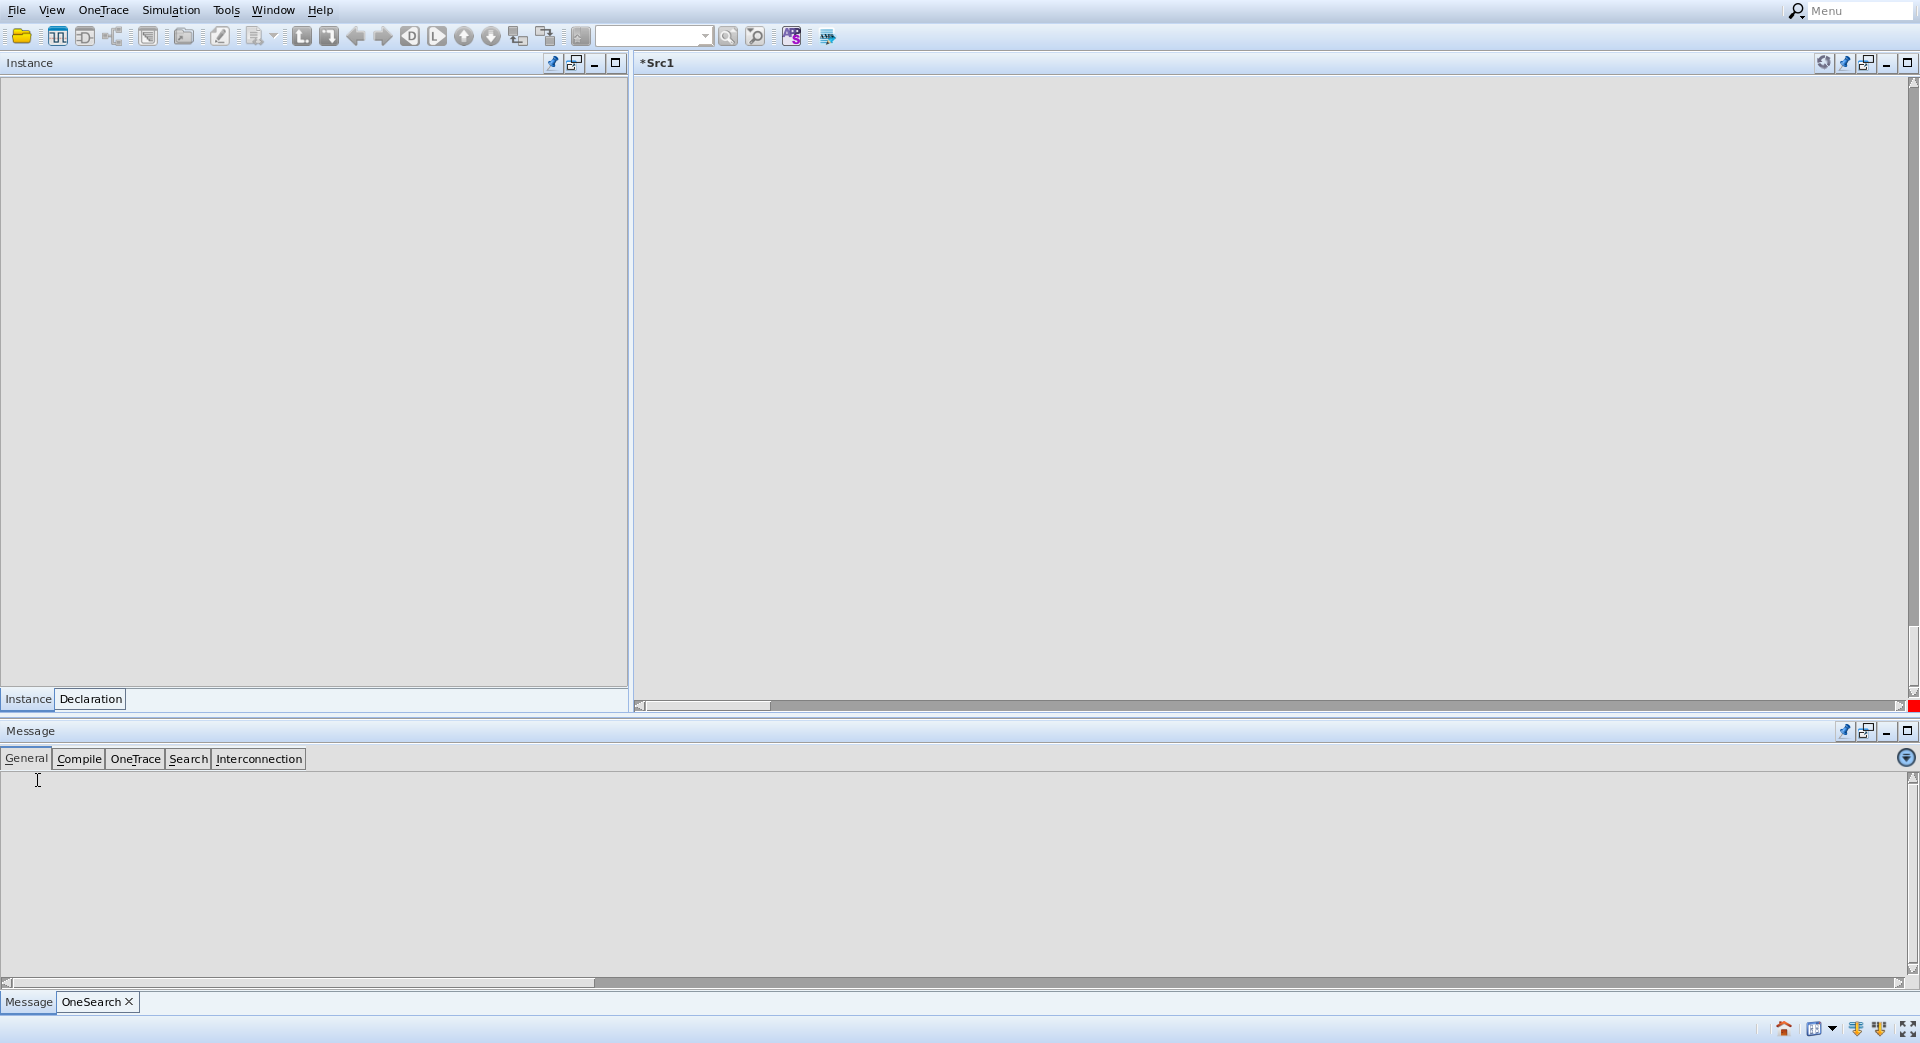 File View OneTrace Simulation Tools Window Help Menu
Instance
*Src1
Instance Declaration
Message
General Compile OneTrace Search Interconnection
Message OneSearch